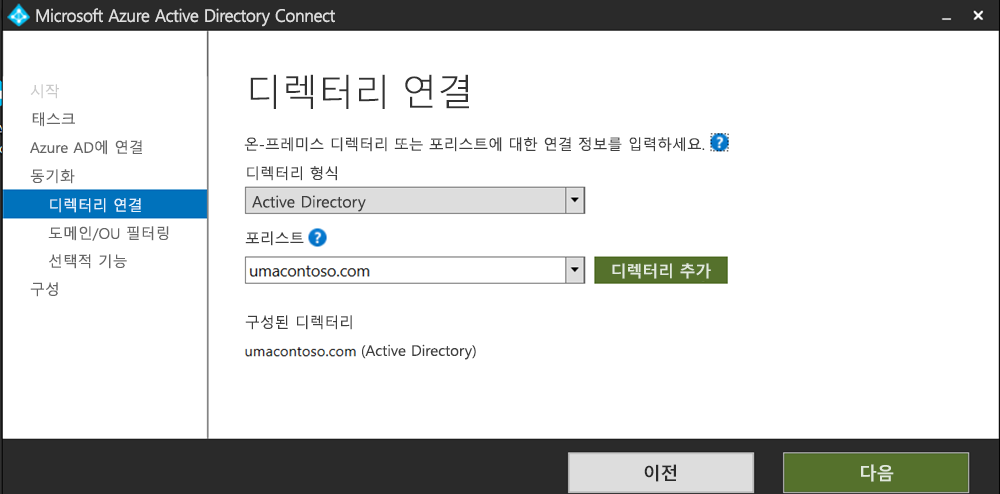 Microsoft Azure Active Directory Connect
시작
태스크
Azure AD에 연결
동기화
디렉터리 연결
도메인/OU 필터링
선택적 기능
구성
디렉터리 연결
온-프레미스 디렉터리 또는 포리스트에 대한 연결 정보를 입력하세요. ?
디렉터리 형식
Active Directory
포리스트 ?
umacontoso.com 디렉터리 추가
구성된 디렉터리
umacontoso.com (Active Directory)
이전 다음